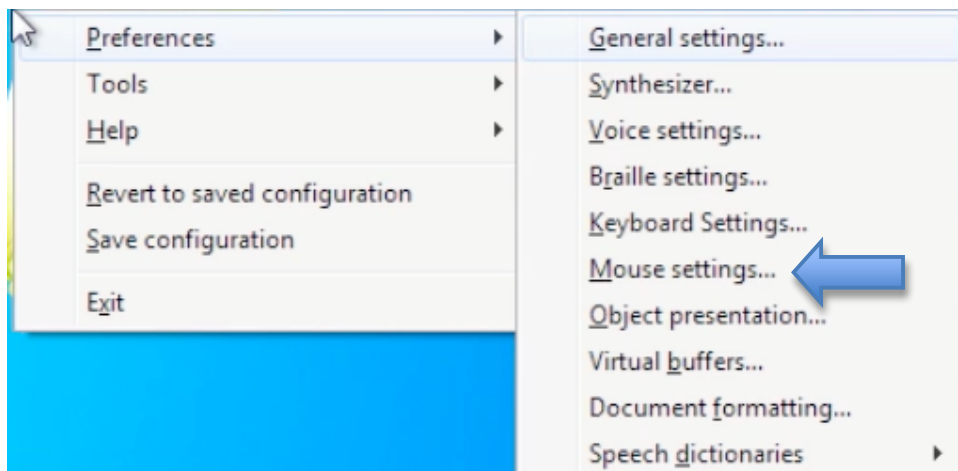 Preferences
Tools
Help
Revert to saved configuration
Save configuration
Exit
General settings...
Synthesizer...
Voice settings...
Braille settings...
Keyboard Settings...
Mouse settings...
Object presentation...
Virtual buffers...
Document formatting...
Speech dictionaries